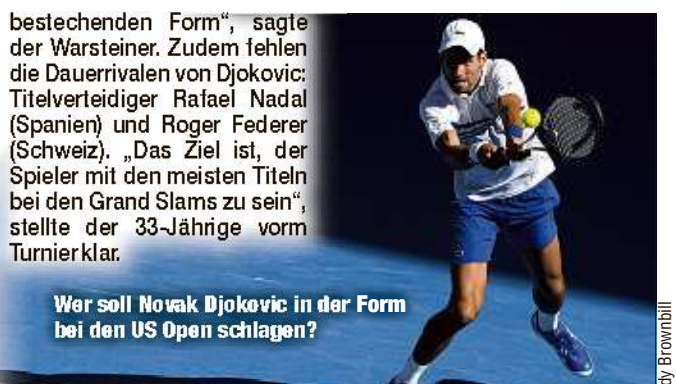 bestechenden Form“, sagte
der Warsteiner. Zudem fehlen
die Dauerrivalen von Djokovic:
Titelverteidiger Rafael Nadal
(Spanien) und Roger Federer
(Schweiz). „Das Ziel ist, der
Spieler mit den meisten Titeln
bei den Grand Slams zu sein“,
stellte der 33-Jährige vorm
Turnier klar.
Wer soll Novak Djokovic in der Form
bei den US Open schlagen?
dy Brownbill